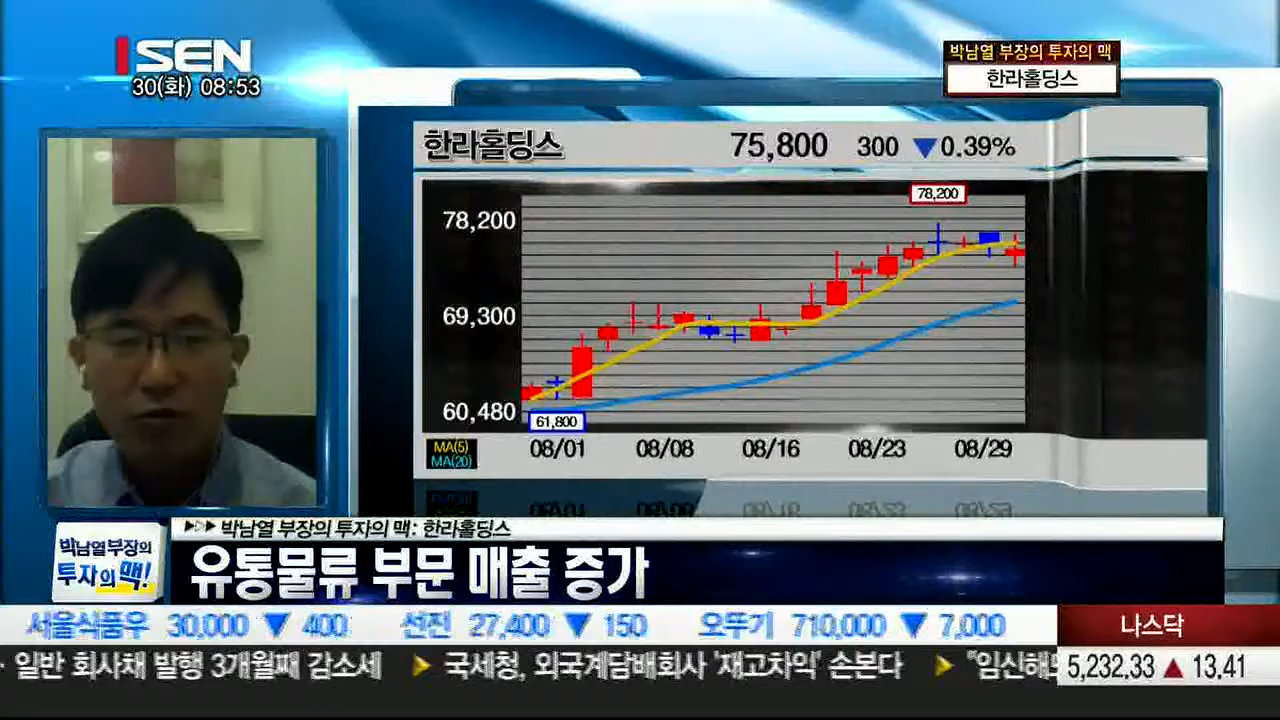 SEN
30(화) 08:53
박남열 부장의 투자의 맥
한라홀딩스
한라홀딩스 75,800 300 ▼0.39%
78,200
78,200
69,300
60,480
61,800
MA(5)
MA(20)
08/01 08/08 08/16 08/23 08/29
▶▷▶ 박남열 부장의 투자의 맥: 한라홀딩스
박남열부장의
투자의 맥!
유통물류 부문 매출 증가
서울식품우 30,000 ▼ 400 선진 27,400 ▼ 150 오뚜기 710,000 ▼ 7,000
나스닥
일반 회사채 발행 3개월째 감소세 ▶ 국세청, 외국계담배회사 '재고차익' 손본다 ▶ "임신해도
5,232.33 ▲ 13.41